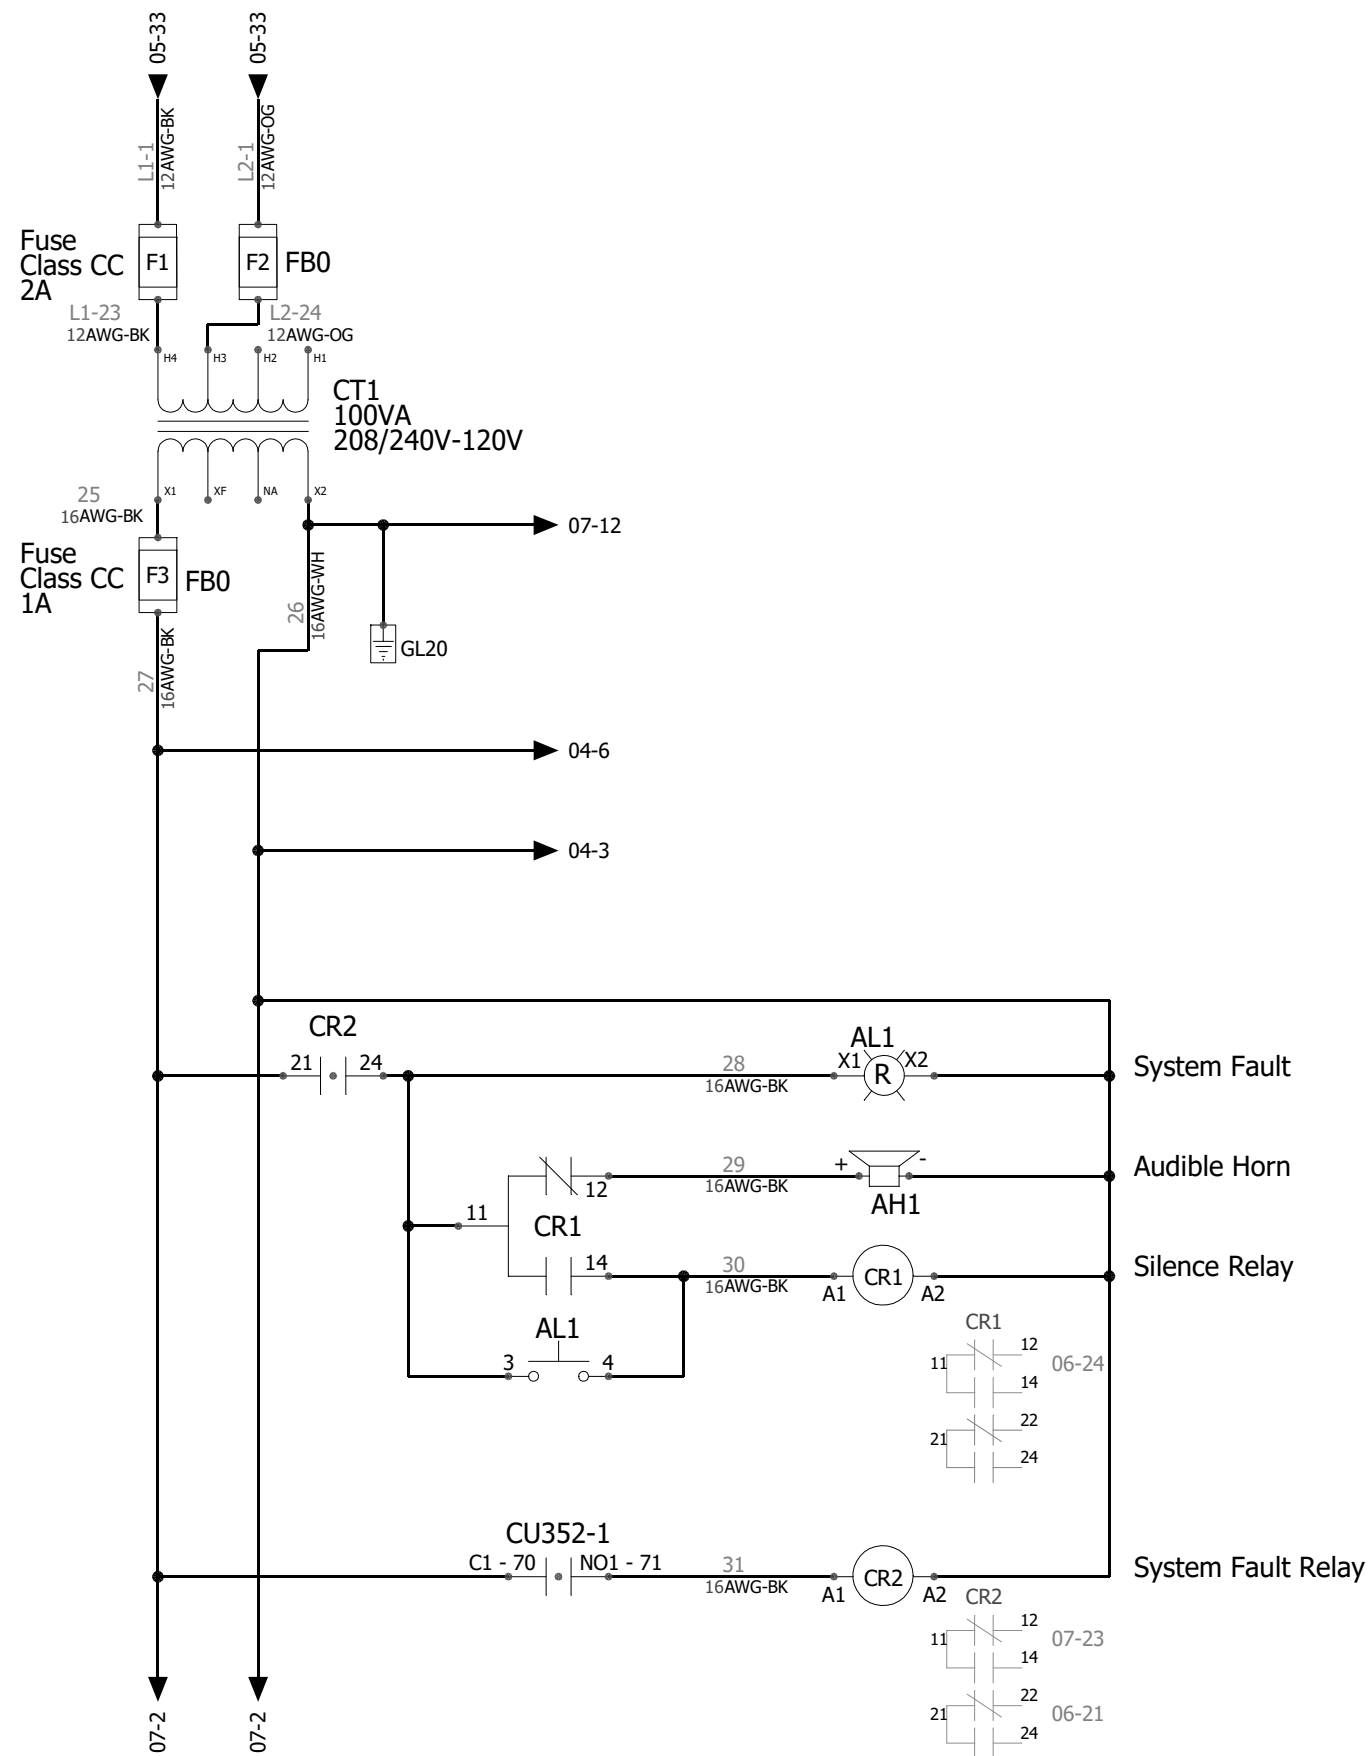 05-33
05-33
L1-1
12AWG-BK
L2-1
12AWG-OG
Fuse
Class CC
2A
F1
F2
FB0
L1-23
12AWG-BK
L2-24
12AWG-OG
H4
H3
H2
H1
CT1
100VA
208/240V-120V
X1
XF
NA
X2
25
16AWG-BK
07-12
Fuse
Class CC
1A
F3
FB0
26
16AWG-WH
GL20
27
16AWG-BK
04-6
04-3
CR2
21
24
28
16AWG-BK
AL1
X1
R
X2
System Fault
12
29
16AWG-BK
+
-
AH1
Audible Horn
11
CR1
14
30
16AWG-BK
A1
CR1
A2
Silence Relay
AL1
3
4
CR1
11
12
14
06-24
21
22
24
CU352-1
C1 - 70
NO1 - 71
31
16AWG-BK
A1
CR2
A2
System Fault Relay
CR2
11
12
14
07-23
21
22
24
06-21
07-2
07-2